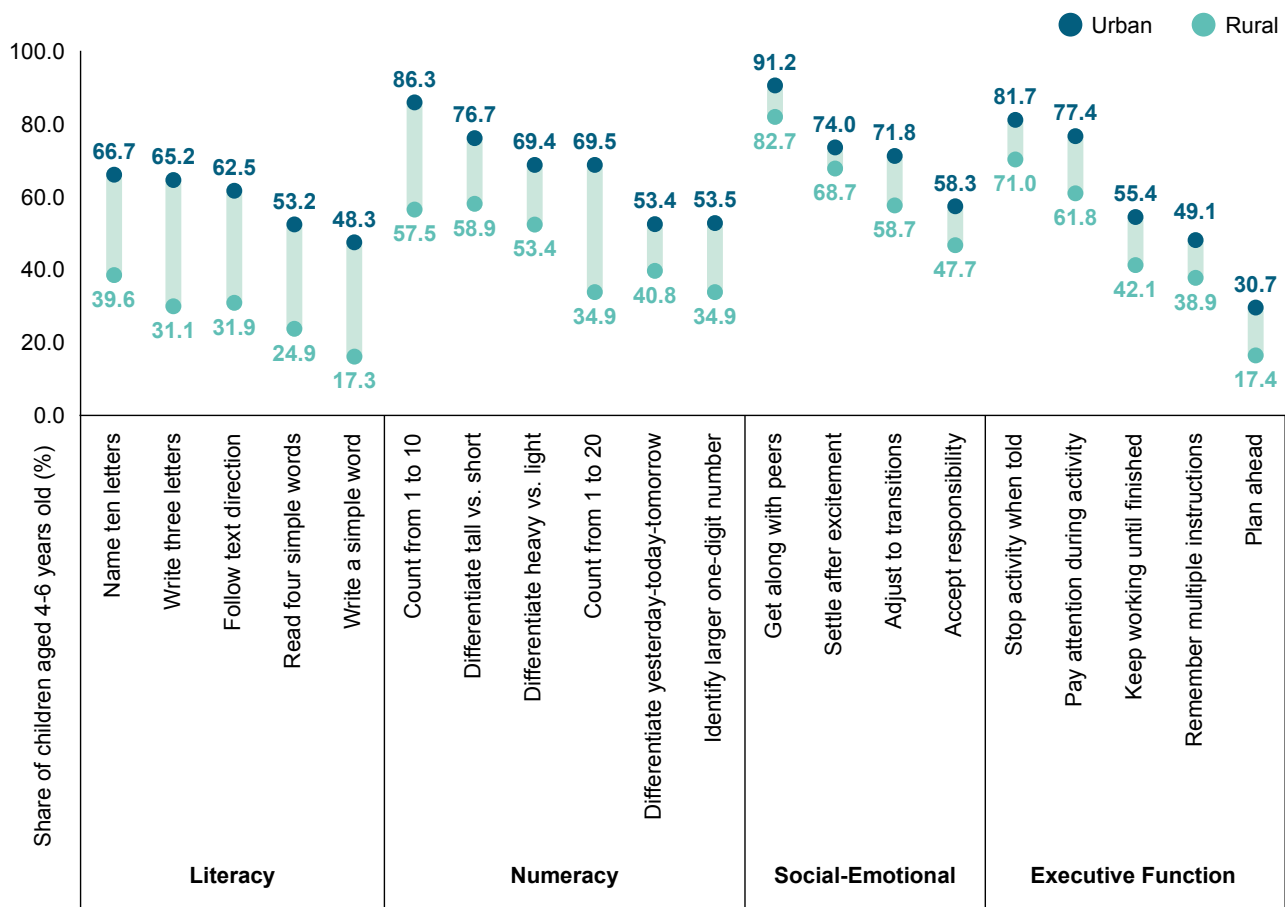 Urban Rural
100.0
80.0
60.0
40.0
20.0
0.0
Share of children aged 4-6 years old (%)
66.7
39.6
65.2
31.1
62.5
31.9
53.2
24.9
48.3
17.3
86.3
57.5
76.7
58.9
69.4
53.4
69.5
34.9
53.4
40.8
53.5
34.9
91.2
82.7
74.0
68.7
71.8
58.7
58.3
47.7
81.7
71.0
77.4
61.8
55.4
42.1
49.1
38.9
30.7
17.4
Name ten letters
Write three letters
Follow text direction
Read four simple words
Write a simple word
Count from 1 to 10
Differentiate tall vs. short
Differentiate heavy vs. light
Count from 1 to 20
Differentiate yesterday-today-tomorrow
Identify larger one-digit number
Get along with peers
Settle after excitement
Adjust to transitions
Accept responsibility
Stop activity when told
Pay attention during activity
Keep working until finished
Remember multiple instructions
Plan ahead
Literacy
Numeracy
Social-Emotional
Executive Function